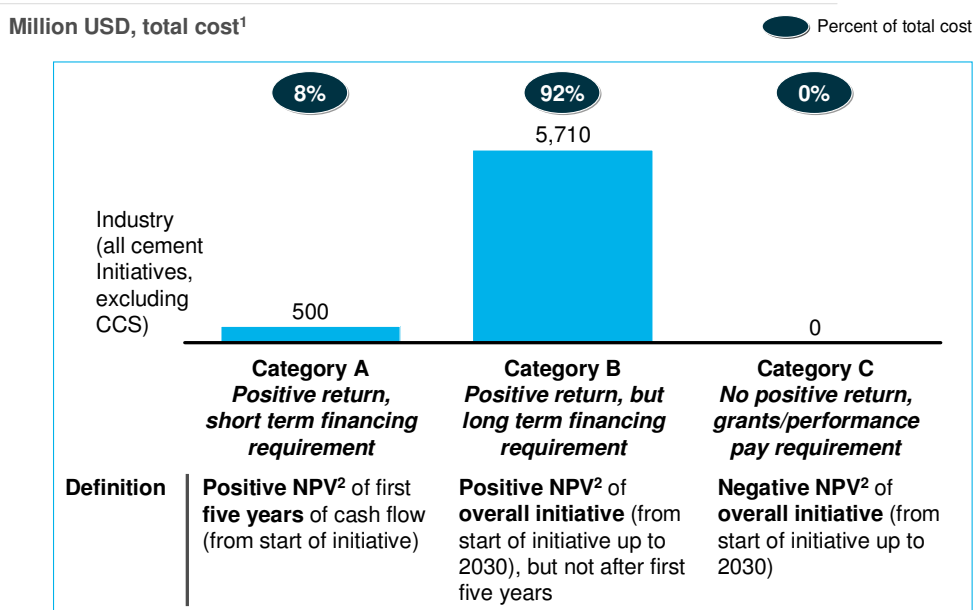 Million USD, total cost1
Percent of total cost
8%
92%
0%
5,710
Industry
(all cement
Initiatives,
excluding
CCS)
500
0
Category A
Positive return,
short term financing
requirement
Category B
Positive return, but
long term financing
requirement
Category C
No positive return,
grants/performance
pay requirement
Definition
Positive NPV2 of first
five years of cash flow
(from start of initiative)
Positive NPV2 of
overall initiative (from
start of initiative up to
2030), but not after first
five years
Negative NPV2 of
overall initiative (from
start of initiative up to
2030)